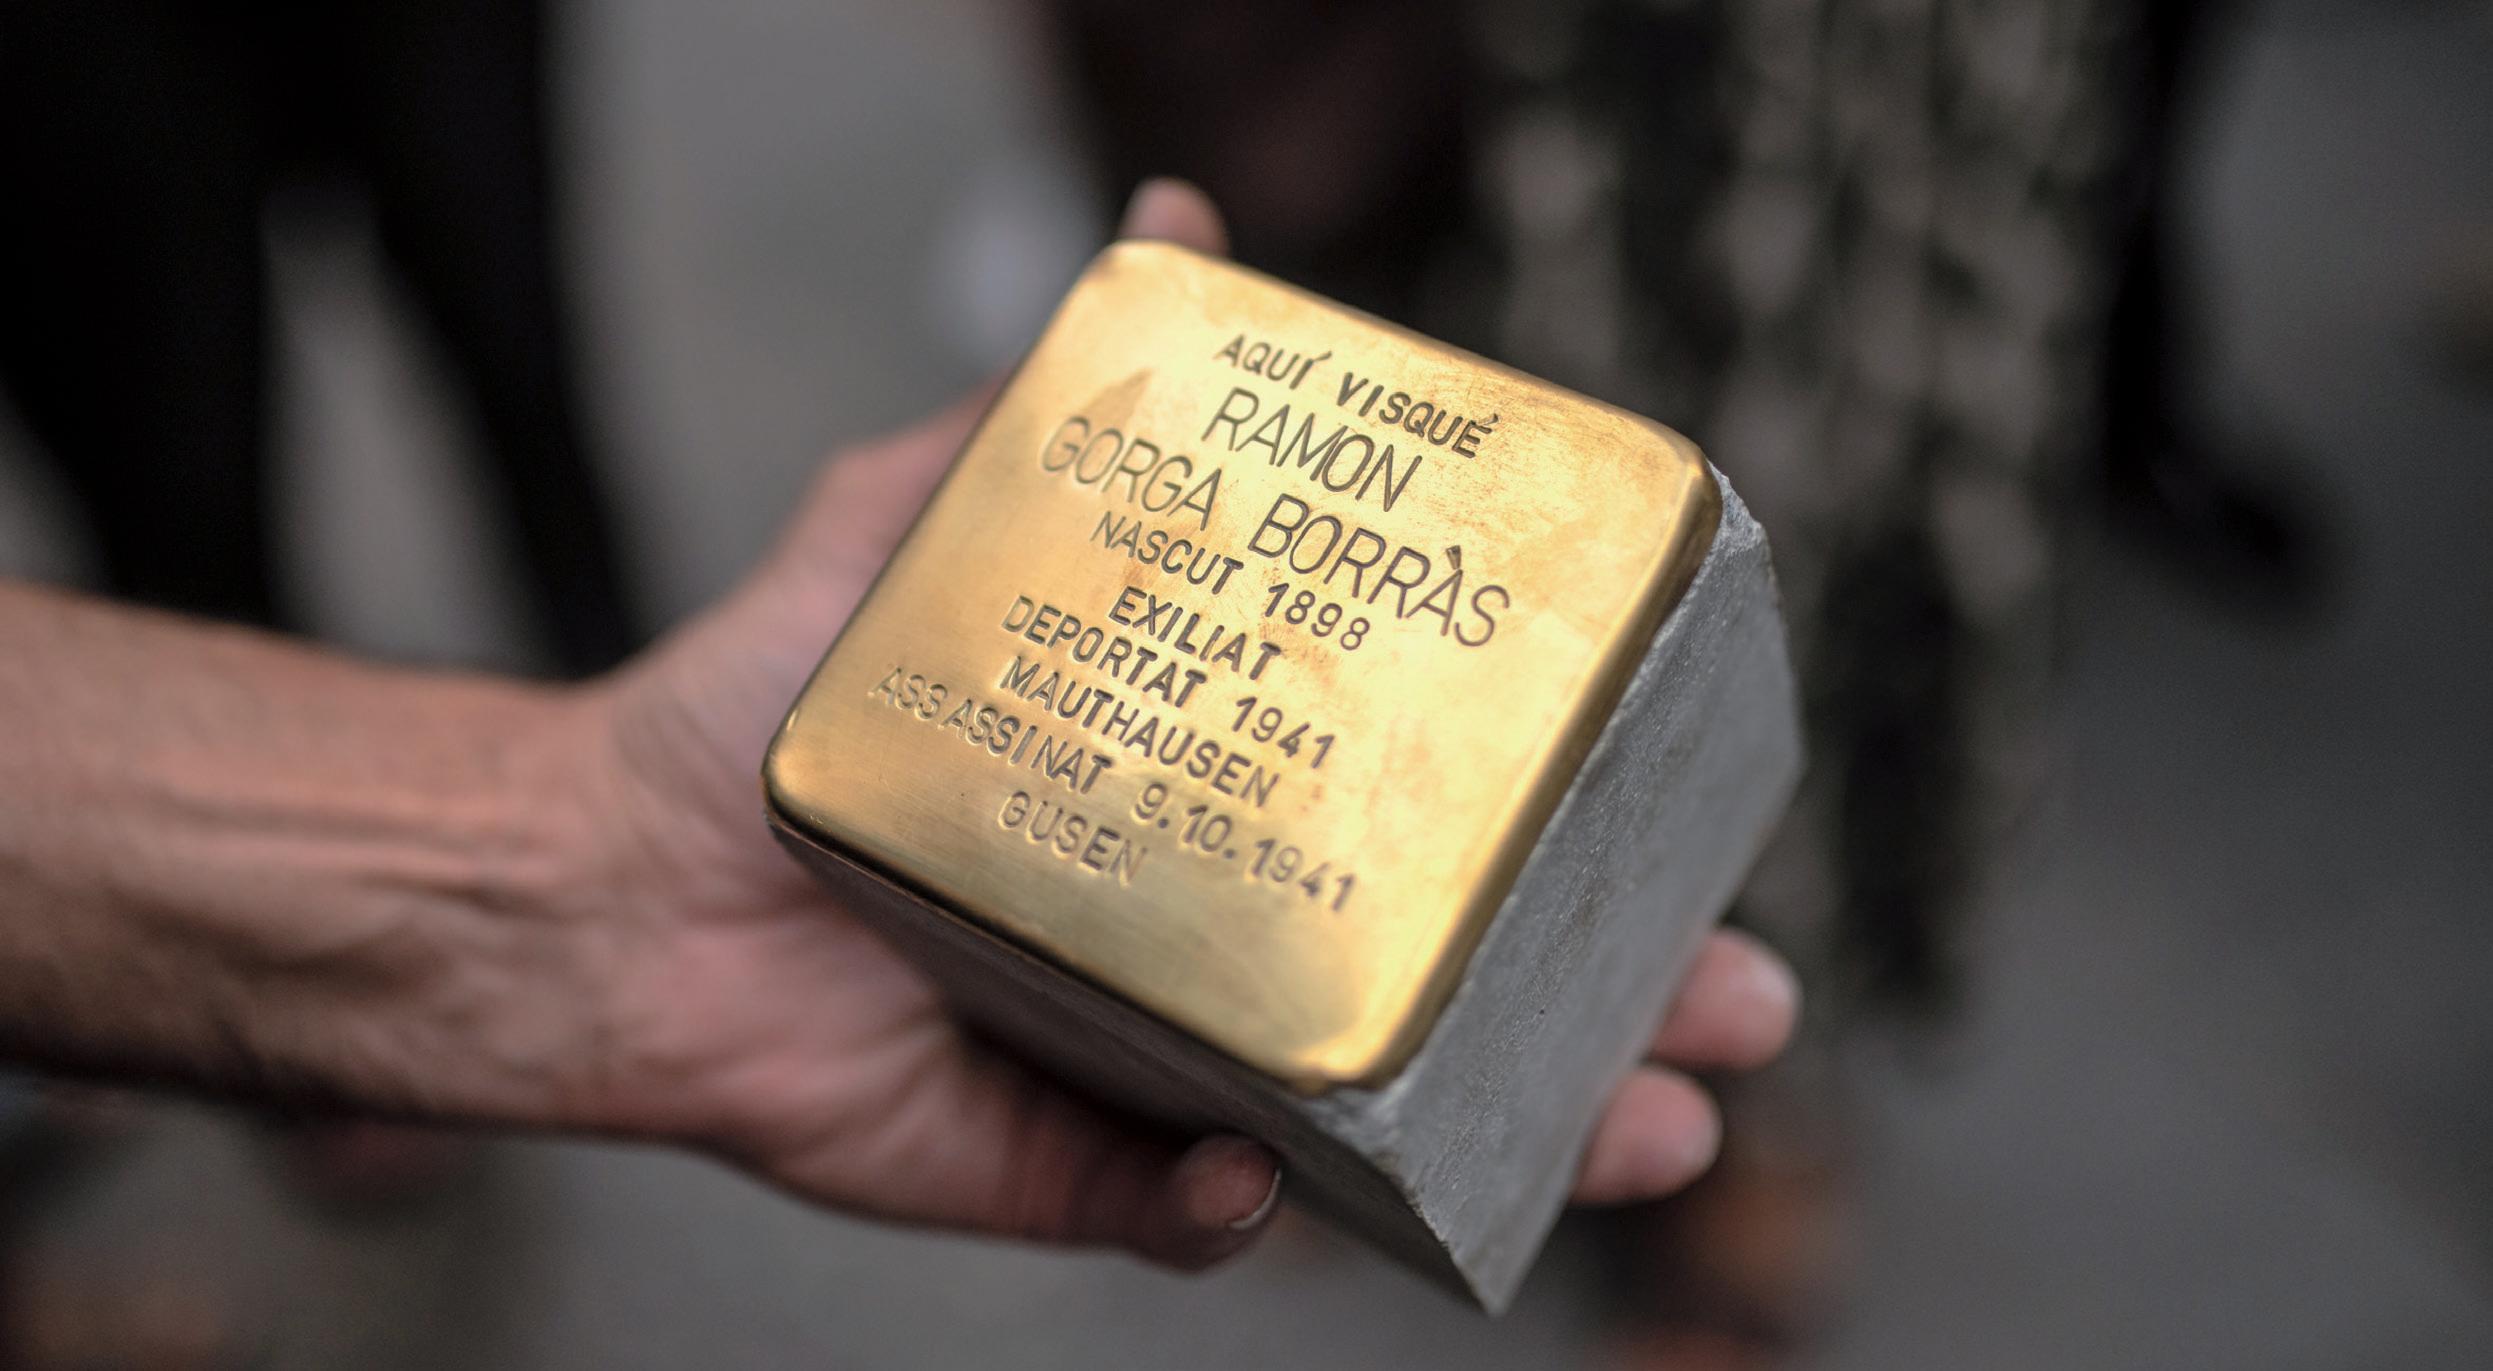 AQUÍ VISQUÉ
RAMON
GORGA BORRÀS
NASCUT 1898
EXILIAT
DEPORTAT 1941
MAUTHAUSEN
ASSASSINAT 9.10.1941
GUSEN